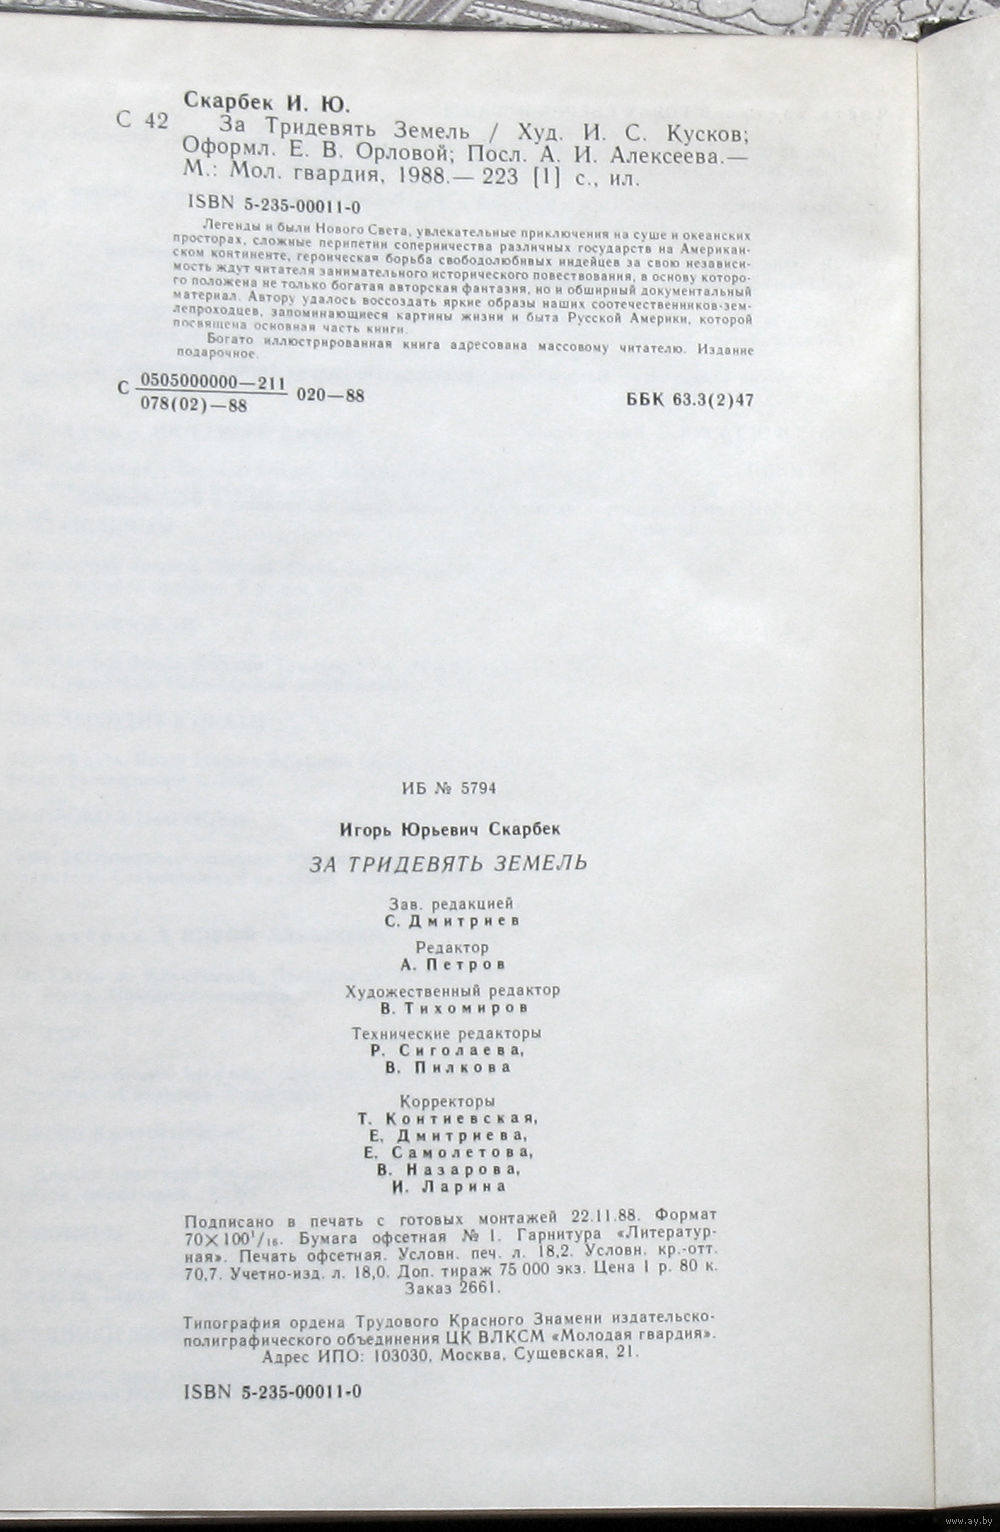 Скарбек И. Ю.
С 42 За Тридевять Земель / Худ. И. С. Кусков;
Оформл. Е. В. Орловой; Посл. А. И. Алексеева.—
М.: Мол. гвардия, 1988.— 223 [1] с., ил.
ISBN 5-235-00011-0
Легенды и были Нового Света, увлекательные приключения на суше и океанских
просторах, сложные перипетии соперничества различных государств на Американ-
ском континенте, героическая борьба свободолюбивых индейцев за свою независи-
мость ждут читателя занимательного исторического повествования, в основу которо-
го положена не только богатая авторская фантазия, но и обширный документальный
материал. Автору удалось воссоздать яркие образы наших соотечественников-зем-
лепроходцев, запоминающиеся картины жизни и быта Русской Америки, которой
посвящена основная часть книги.
Богато иллюстрированная книга адресована массовому читателю. Издание
подарочное.
С 0505000000—211 020—88
078(02)—88
ББК 63.3(2)47
ИБ № 5794
Игорь Юрьевич Скарбек
ЗА ТРИДЕВЯТЬ ЗЕМЕЛЬ
Зав. редакцией
С. Дмитриев
Редактор
А. Петров
Художественный редактор
В. Тихомиров
Технические редакторы
Р. Сиголаева,
В. Пилкова
Корректоры
Т. Контиевская,
Е. Дмитриева,
Е. Самолетова,
В. Назарова,
И. Ларина
Подписано в печать с готовых монтажей 22.11.88. Формат
70×100¹/₁₆. Бумага офсетная № 1. Гарнитура «Литератур-
ная». Печать офсетная. Условн. печ. л. 18,2. Условн. кр.-отт.
70,7. Учетно-изд. л. 18,0. Доп. тираж 75 000 экз. Цена 1 р. 80 к.
Заказ 2661.
Типография ордена Трудового Красного Знамени издательско-
полиграфического объединения ЦК ВЛКСМ «Молодая гвардия».
Адрес ИПО: 103030, Москва, Сущевская, 21.
ISBN 5-235-00011-0
www.ay.by